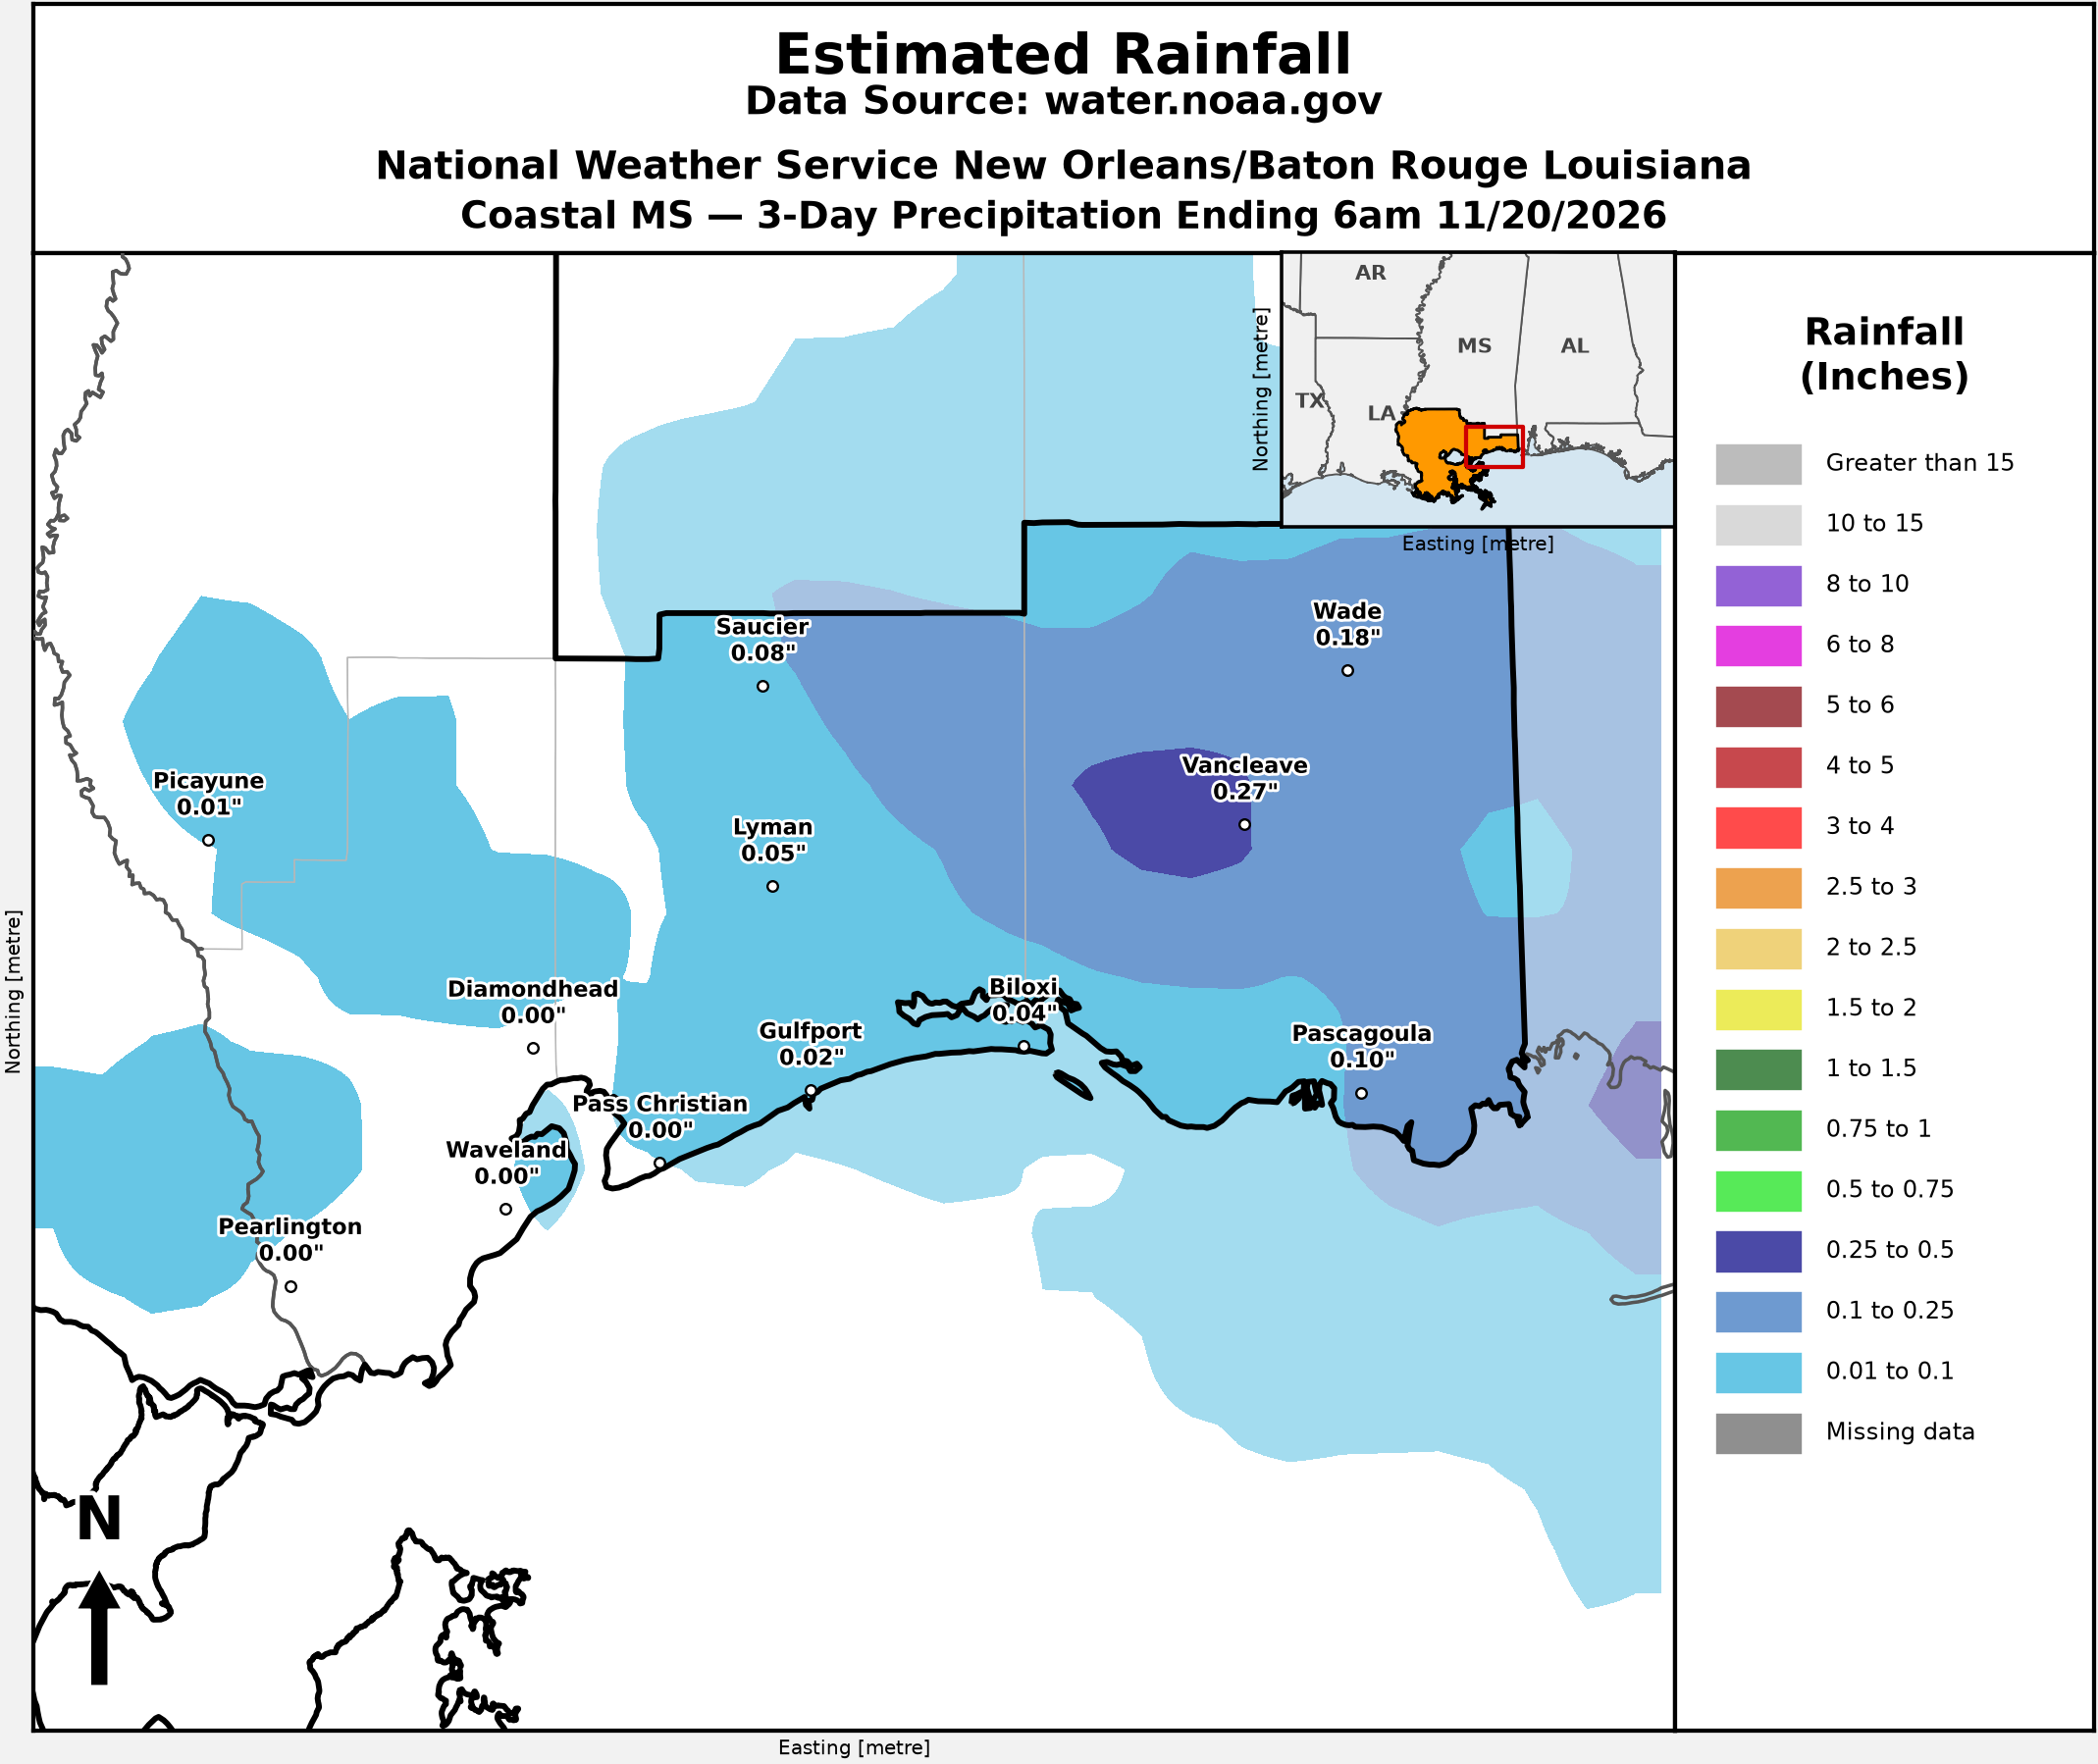 Estimated Rainfall
Data Source: water.noaa.gov
National Weather Service New Orleans/Baton Rouge Louisiana
Coastal MS — 3-Day Precipitation Ending 6am 11/20/2026
AR
MS
AL
TX
LA
Northing [metre]
Easting [metre]
Rainfall
(Inches)
Greater than 15
10 to 15
8 to 10
6 to 8
5 to 6
4 to 5
3 to 4
2.5 to 3
2 to 2.5
1.5 to 2
1 to 1.5
0.75 to 1
0.5 to 0.75
0.25 to 0.5
0.1 to 0.25
0.01 to 0.1
Missing data
Wade
0.18"
Saucier
0.08"
Vancleave
0.27"
Picayune
0.01"
Lyman
0.05"
Diamondhead
0.00"
Biloxi
0.04"
Gulfport
0.02"
Pascagoula
0.10"
Pass Christian
0.00"
Waveland
0.00"
Pearlington
0.00"
N
Northing [metre]
Easting [metre]